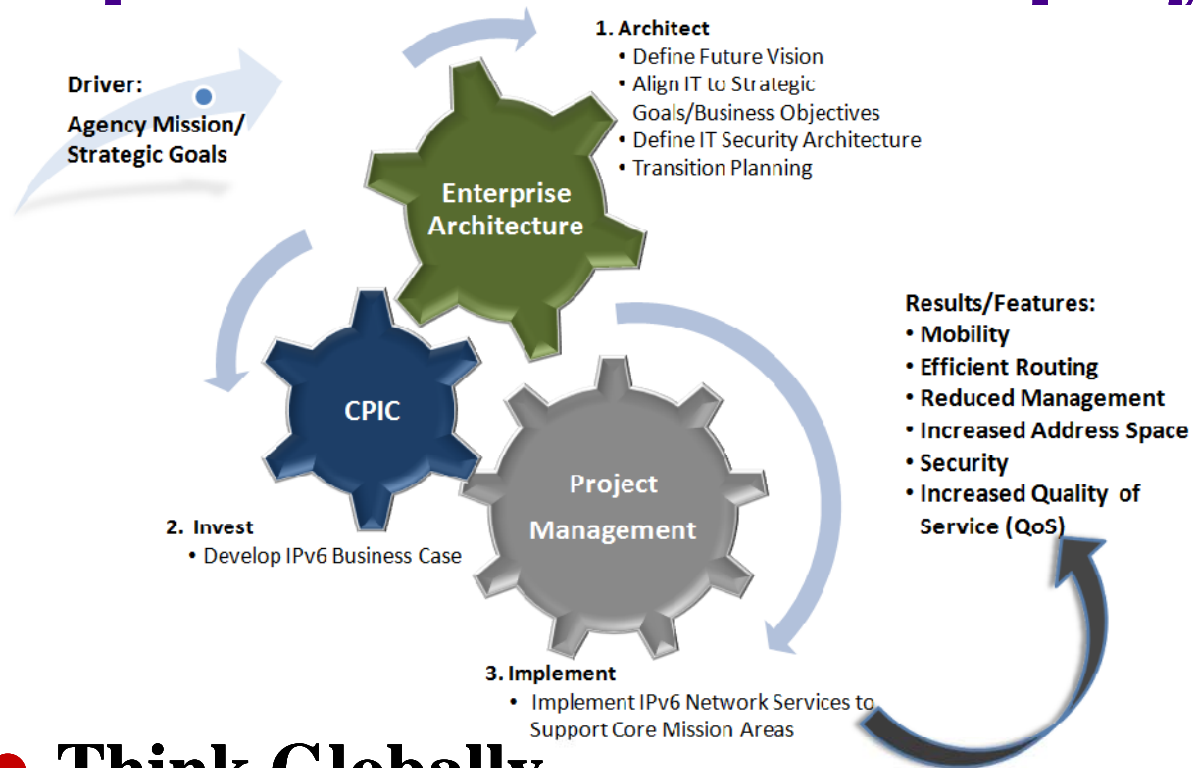 Driver:
Agency Mission/
Strategic Goals
1. Architect
• Define Future Vision
• Align IT to Strategic
Goals/Business Objectives
• Define IT Security Architecture
• Transition Planning
Enterprise
Architecture
CPIC
2. Invest
• Develop IPv6 Business Case
Project
Management
3. Implement
• Implement IPv6 Network Services to
Support Core Mission Areas
Results/Features:
• Mobility
• Efficient Routing
• Reduced Management
• Increased Address Space
• Security
• Increased Quality of
Service (QoS)
• Think Globally